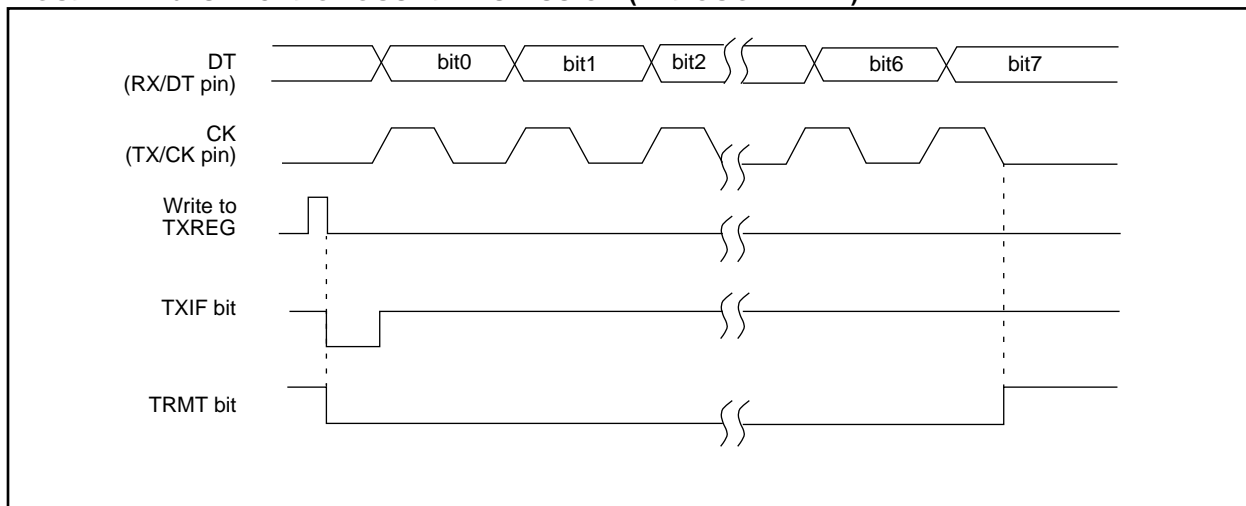 DT
(RX/DT pin)
bit0
bit1
bit2
bit6
bit7
CK
(TX/CK pin)
Write to
TXREG
TXIF bit
TRMT bit